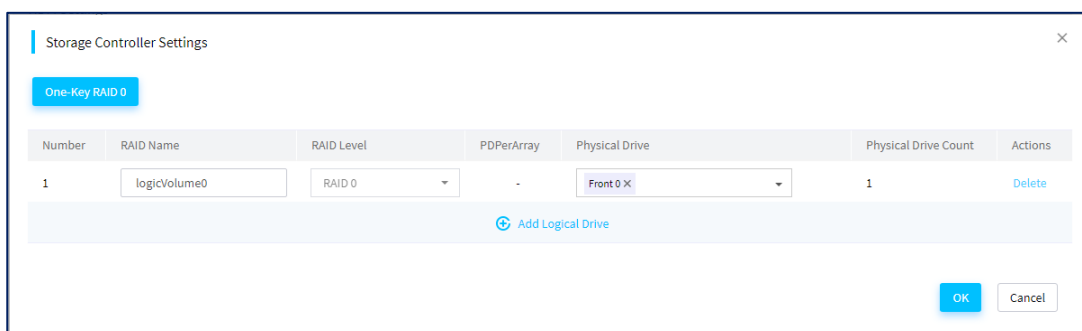 Storage Controller Settings
One-Key RAID 0
Number RAID Name RAID Level PDPerArray Physical Drive Physical Drive Count Actions
1 logicVolume0 RAID 0 - Front 0 × 1 Delete
Add Logical Drive
OK Cancel